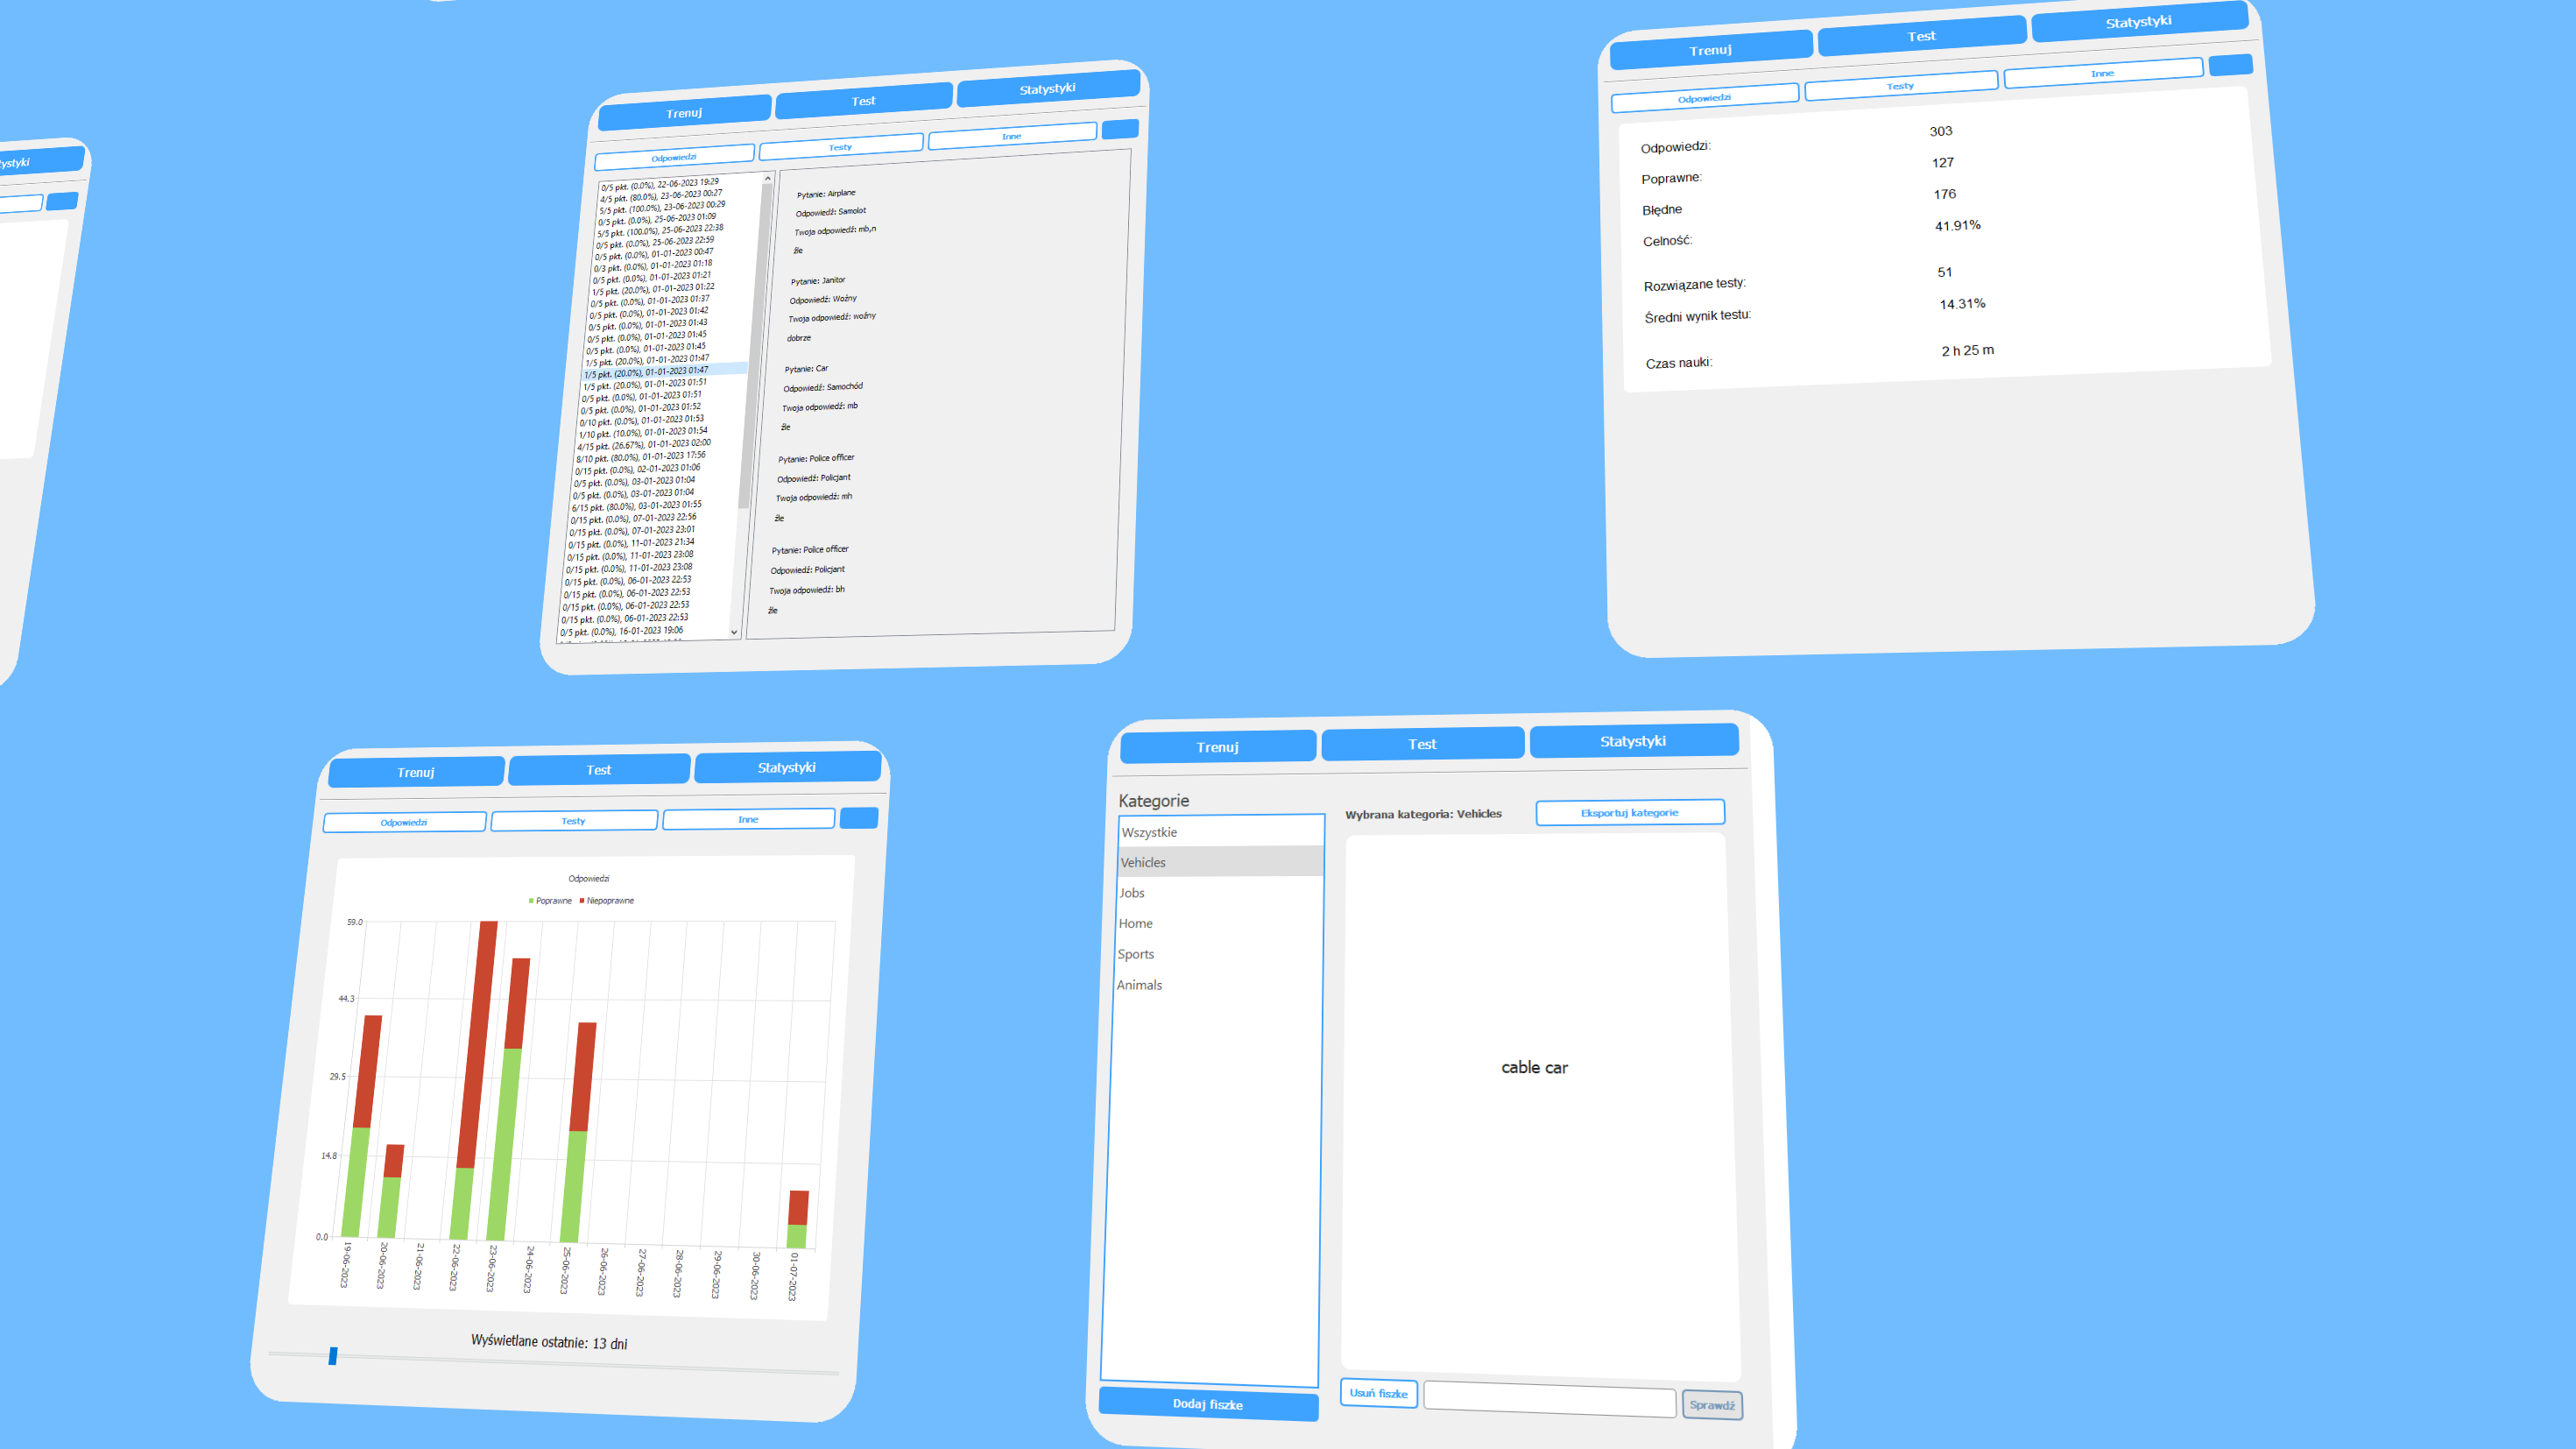 tystyki
Trenuj
Test
Statystyki
Odpowiedzi
Testy
Inne
0/5 pkt. (0.0%), 22-06-2023 19:29
4/5 pkt. (80.0%), 23-06-2023 00:27
5/5 pkt. (100.0%), 23-06-2023 00:29
0/5 pkt. (0.0%), 25-06-2023 01:09
5/5 pkt. (100.0%), 25-06-2023 22:38
0/5 pkt. (0.0%), 25-06-2023 22:59
0/5 pkt. (0.0%), 01-01-2023 00:47
0/3 pkt. (0.0%), 01-01-2023 01:18
0/5 pkt. (0.0%), 01-01-2023 01:21
1/5 pkt. (20.0%), 01-01-2023 01:22
0/5 pkt. (0.0%), 01-01-2023 01:37
0/5 pkt. (0.0%), 01-01-2023 01:42
0/5 pkt. (0.0%), 01-01-2023 01:43
0/5 pkt. (0.0%), 01-01-2023 01:45
0/5 pkt. (0.0%), 01-01-2023 01:45
1/5 pkt. (20.0%), 01-01-2023 01:47
1/5 pkt. (20.0%), 01-01-2023 01:47
1/5 pkt. (20.0%), 01-01-2023 01:51
0/5 pkt. (0.0%), 01-01-2023 01:51
0/5 pkt. (0.0%), 01-01-2023 01:52
0/10 pkt. (0.0%), 01-01-2023 01:53
1/10 pkt. (10.0%), 01-01-2023 01:54
4/15 pkt. (26.67%), 01-01-2023 02:00
8/10 pkt. (80.0%), 01-01-2023 17:56
0/15 pkt. (0.0%), 02-01-2023 01:06
0/5 pkt. (0.0%), 03-01-2023 01:04
0/5 pkt. (0.0%), 03-01-2023 01:04
6/15 pkt. (80.0%), 03-01-2023 01:55
0/15 pkt. (0.0%), 07-01-2023 22:56
0/15 pkt. (0.0%), 07-01-2023 23:01
0/15 pkt. (0.0%), 11-01-2023 21:34
0/15 pkt. (0.0%), 11-01-2023 23:08
0/15 pkt. (0.0%), 11-01-2023 23:08
0/15 pkt. (0.0%), 06-01-2023 22:53
0/15 pkt. (0.0%), 06-01-2023 22:53
0/15 pkt. (0.0%), 06-01-2023 22:53
0/15 pkt. (0.0%), 06-01-2023 22:53
0/5 pkt. (0.0%), 16-01-2023 19:06
Pytanie: Airplane
Odpowiedź: Samolot
Twoja odpowiedź: mb,n
źle
Pytanie: Janitor
Odpowiedź: Woźny
Twoja odpowiedź: woźny
dobrze
Pytanie: Car
Odpowiedź: Samochód
Twoja odpowiedź: mb
źle
Pytanie: Police officer
Odpowiedź: Policjant
Twoja odpowiedź: mh
źle
Pytanie: Police officer
Odpowiedź: Policjant
Twoja odpowiedź: bh
źle
Trenuj
Test
Statystyki
Odpowiedzi
Testy
Inne
Odpowiedzi: 303
Poprawne: 127
Błędne 176
Celność: 41.91%
Rozwiązane testy: 51
Średni wynik testu: 14.31%
Czas nauki: 2 h 25 m
Trenuj
Test
Statystyki
Odpowiedzi
Testy
Inne
Odpowiedzi
Poprawne Niepoprawne
59.0
44.3
29.5
14.8
0.0
19-06-2023
20-06-2023
21-06-2023
22-06-2023
23-06-2023
24-06-2023
25-06-2023
26-06-2023
27-06-2023
28-06-2023
29-06-2023
30-06-2023
01-07-2023
Wyświetlane ostatnie: 13 dni
Trenuj
Test
Statystyki
Kategorie
Wszystkie
Vehicles
Jobs
Home
Sports
Animals
Dodaj fiszke
Wybrana kategoria: Vehicles
Eksportuj kategorie
cable car
Usuń fiszke
Sprawdź